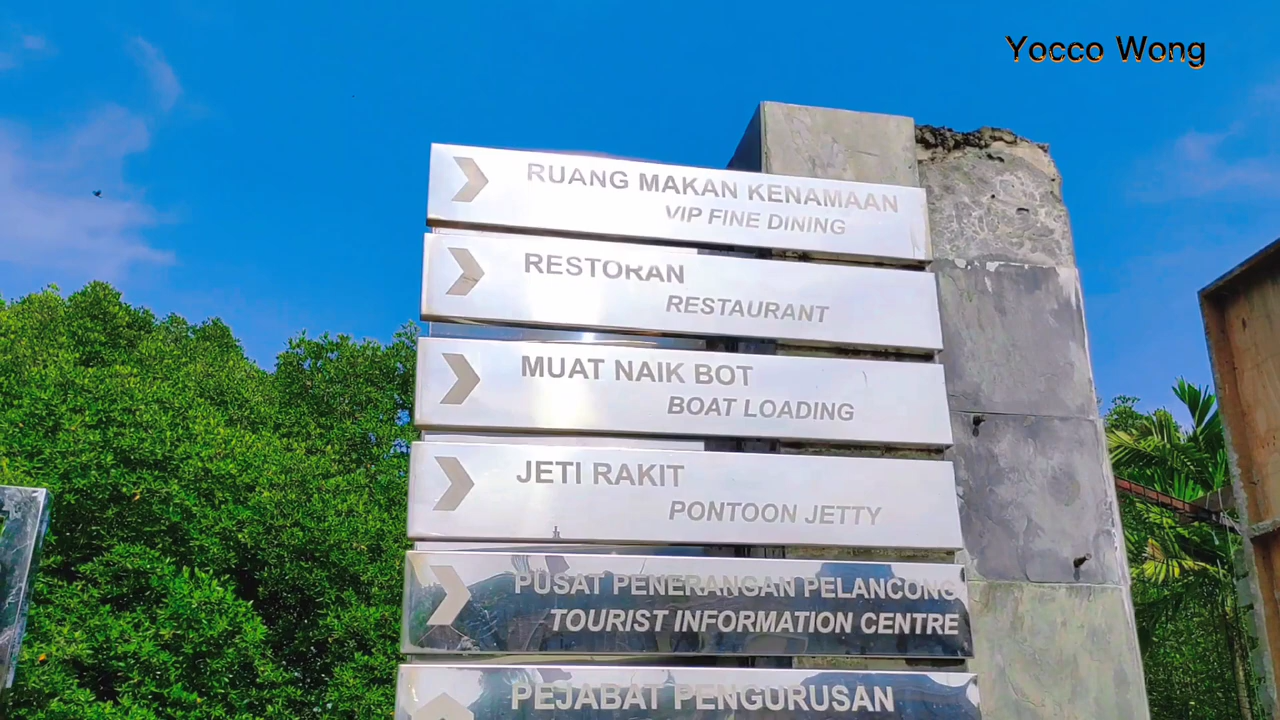 Yocco Wong
RUANG MAKAN KENAMAAN
VIP FINE DINING
RESTORAN
RESTAURANT
MUAT NAIK BOT
BOAT LOADING
JETI RAKIT
PONTOON JETTY
PUSAT PENERANGAN PELANCONG
TOURIST INFORMATION CENTRE
PEJABAT PENGURUSAN